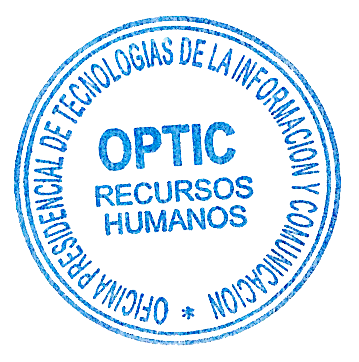 OFICINA PRESIDENCIAL DE TECNOLOGIAS DE LA INFORMACION Y COMUNICACION *
OPTIC
RECURSOS
HUMANOS